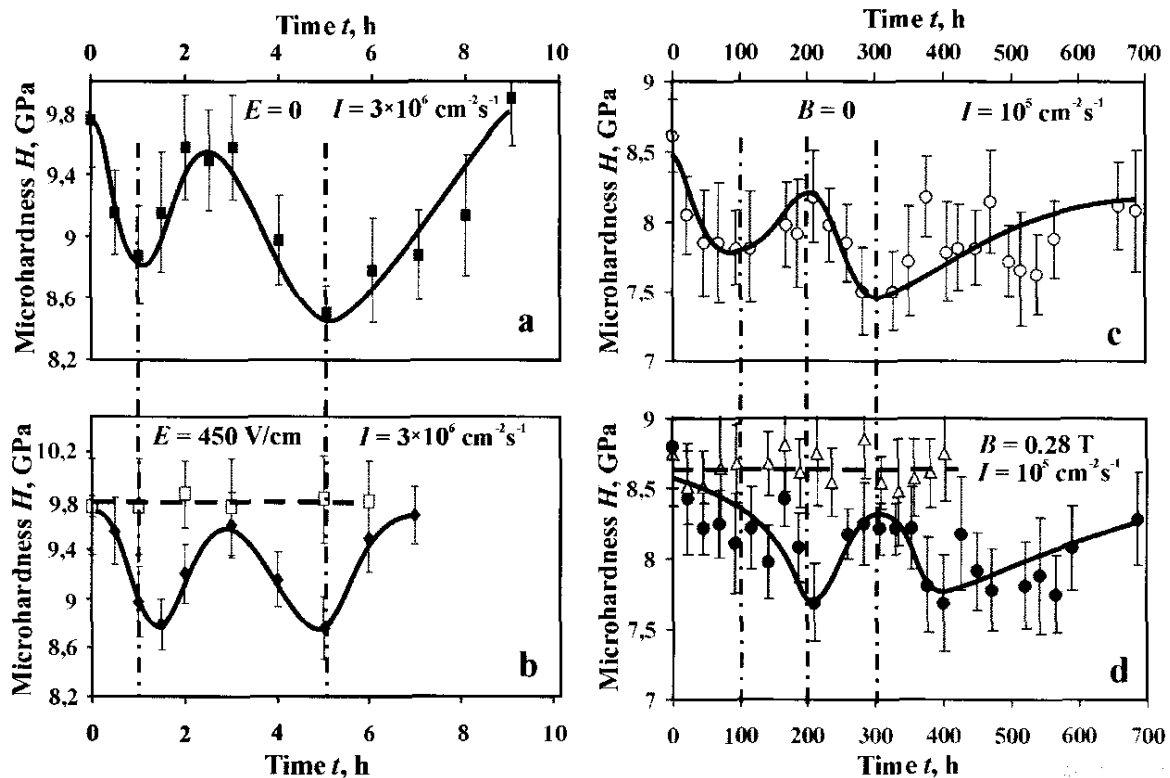 Time t, h
0 2 4 6 8 10
Microhardness H, GPa
9,8
9,4
9
8,6
8,2
E = 0 I = 3×10⁶ cm⁻²s⁻¹
a
Time t, h
0 100 200 300 400 500 600 700
Microhardness H, GPa
9
8,5
8
7,5
7
B = 0 I = 10⁵ cm⁻²s⁻¹
c
Microhardness H, GPa
10,2
9,8
9,4
9
8,6
8,2
E = 450 V/cm I = 3×10⁶ cm⁻²s⁻¹
b
0 2 4 6 8 10
Time t, h
Microhardness H, GPa
9
8,5
8
7,5
7
B = 0.28 T
I = 10⁵ cm⁻²s⁻¹
d
0 100 200 300 400 500 600 700
Time t, h